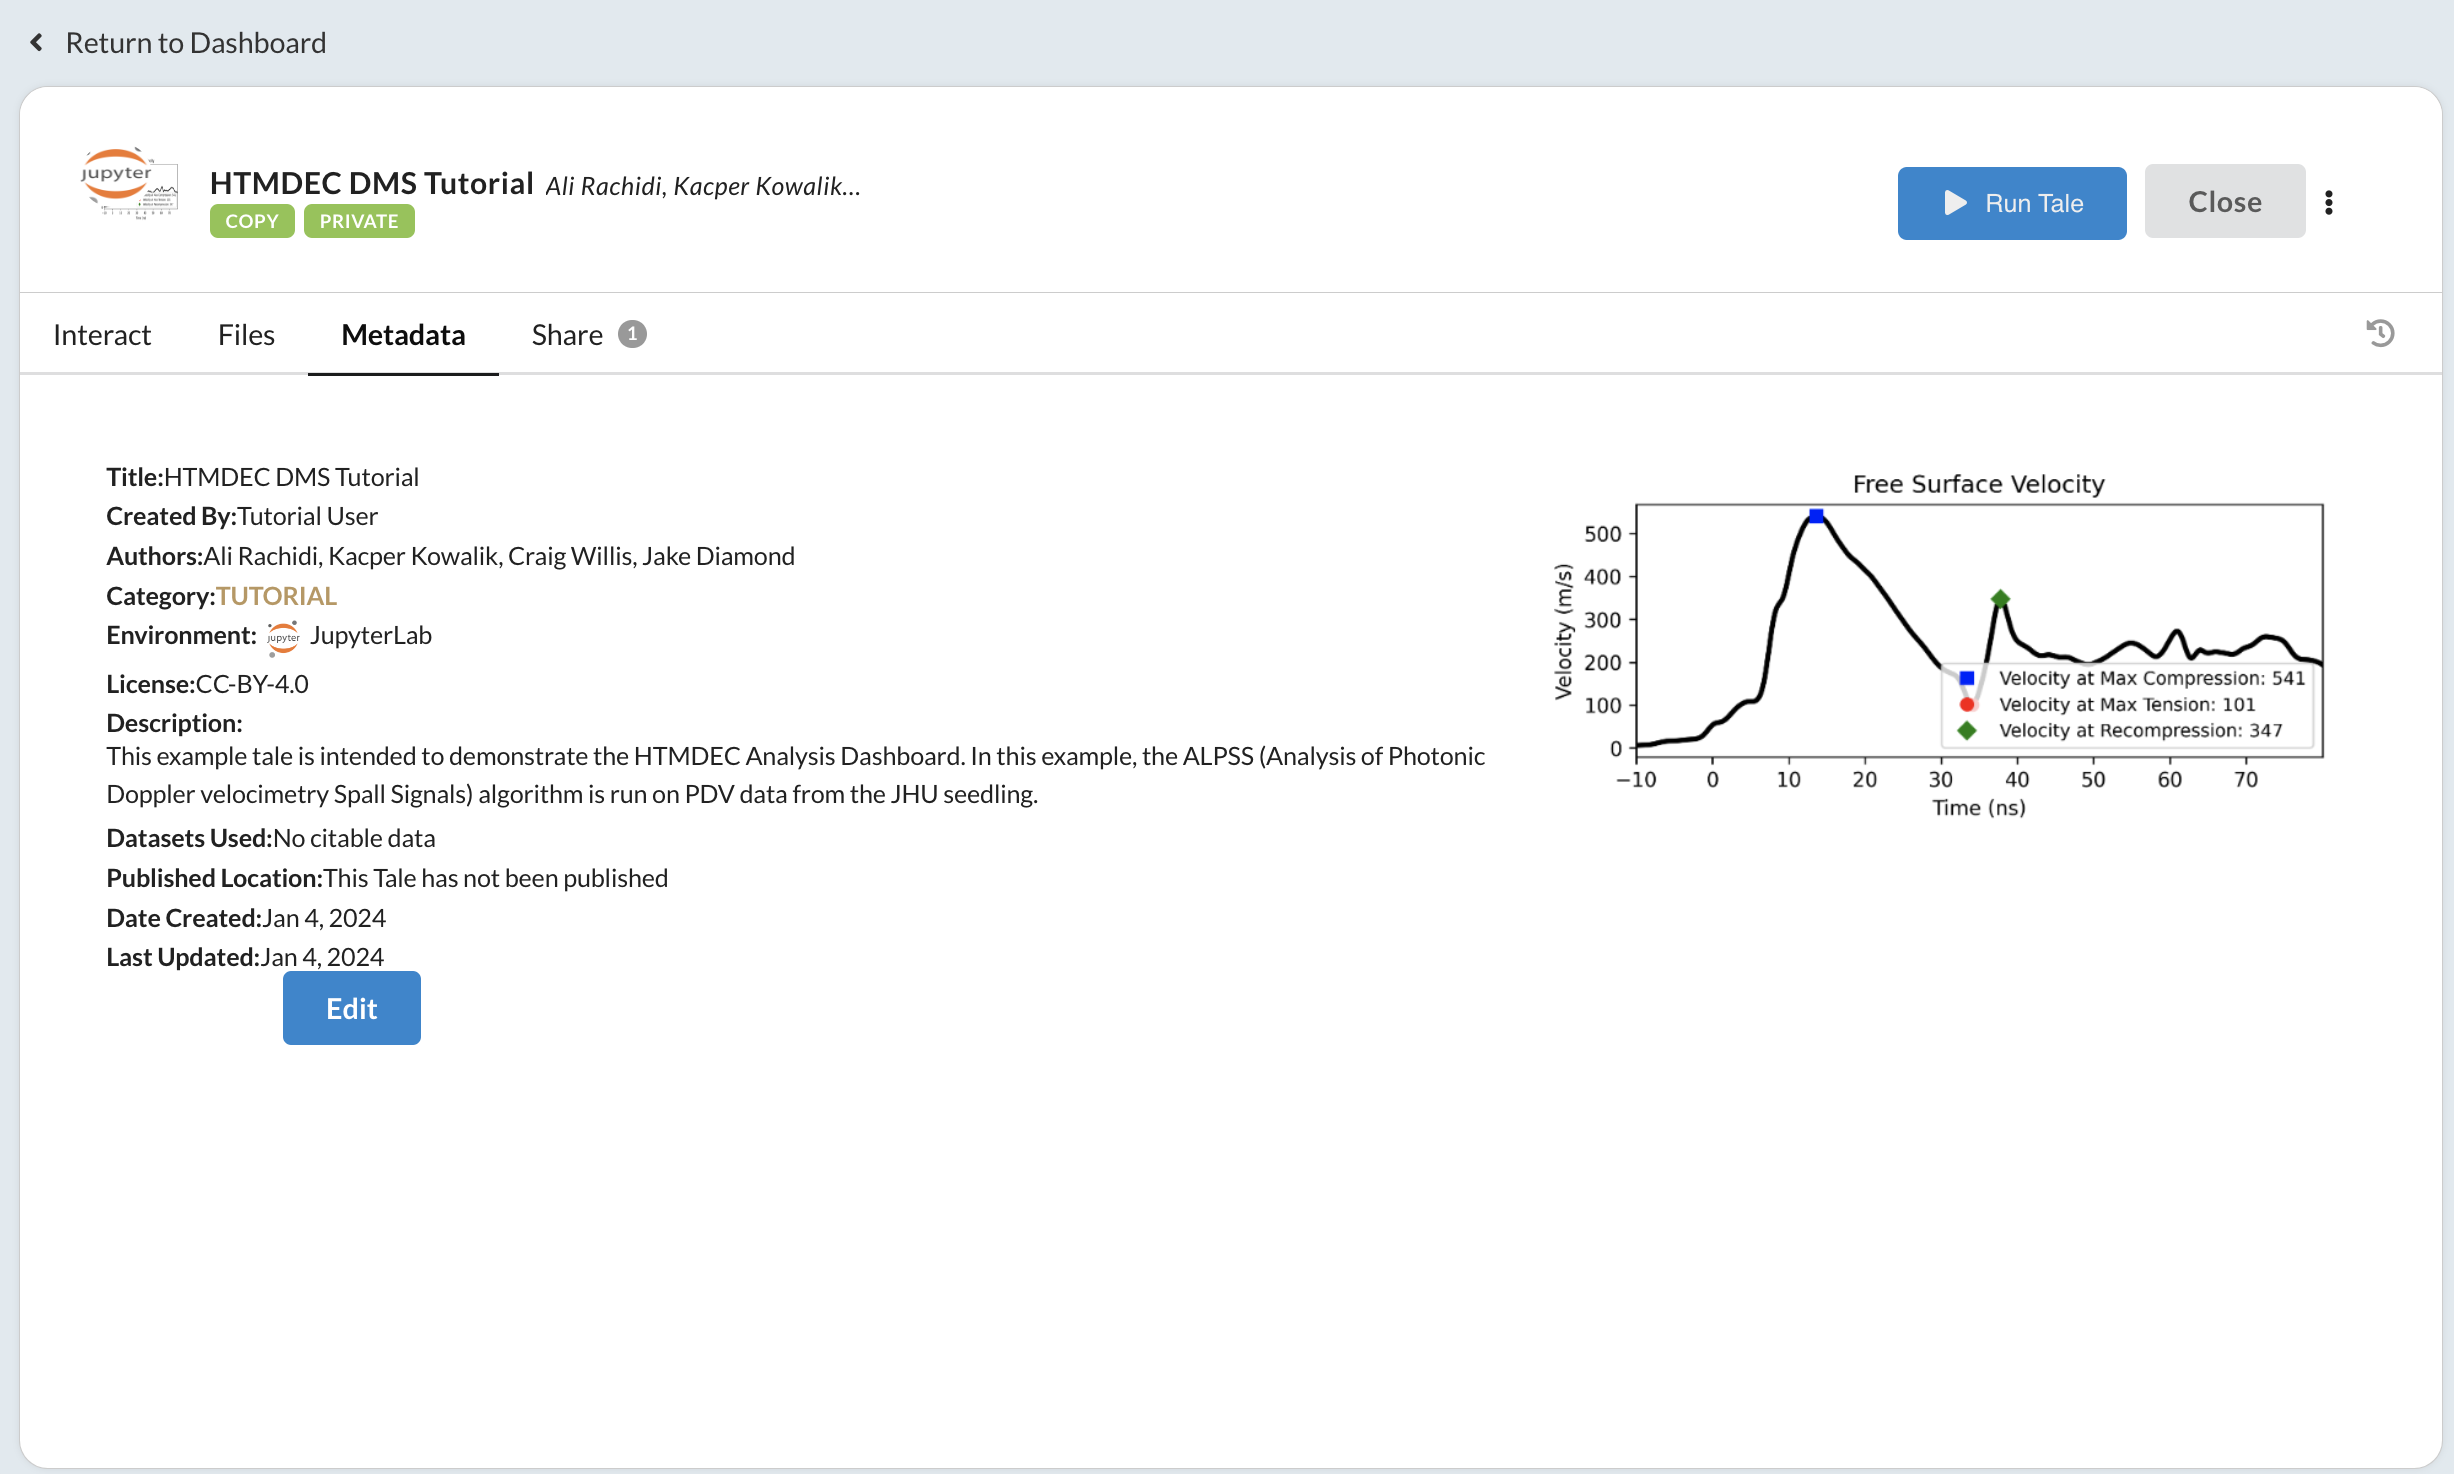 Return to Dashboard
jupyter
HTMDEC DMS Tutorial Ali Rachidi, Kacper Kowalik...
COPY PRIVATE
Run Tale
Close
Interact Files Metadata Share 1
Title:HTMDEC DMS Tutorial
Created By:Tutorial User
Authors:Ali Rachidi, Kacper Kowalik, Craig Willis, Jake Diamond
Category:TUTORIAL
Environment: jupyter JupyterLab
License:CC-BY-4.0
Description:
This example tale is intended to demonstrate the HTMDEC Analysis Dashboard. In this example, the ALPSS (Analysis of Photonic
Doppler velocimetry Spall Signals) algorithm is run on PDV data from the JHU seedling.
Datasets Used:No citable data
Published Location:This Tale has not been published
Date Created:Jan 4, 2024
Last Updated:Jan 4, 2024
Edit
Free Surface Velocity
Velocity (m/s)
500
400
300
200
100
0
Velocity at Max Compression: 541
Velocity at Max Tension: 101
Velocity at Recompression: 347
−10 0 10 20 30 40 50 60 70
Time (ns)